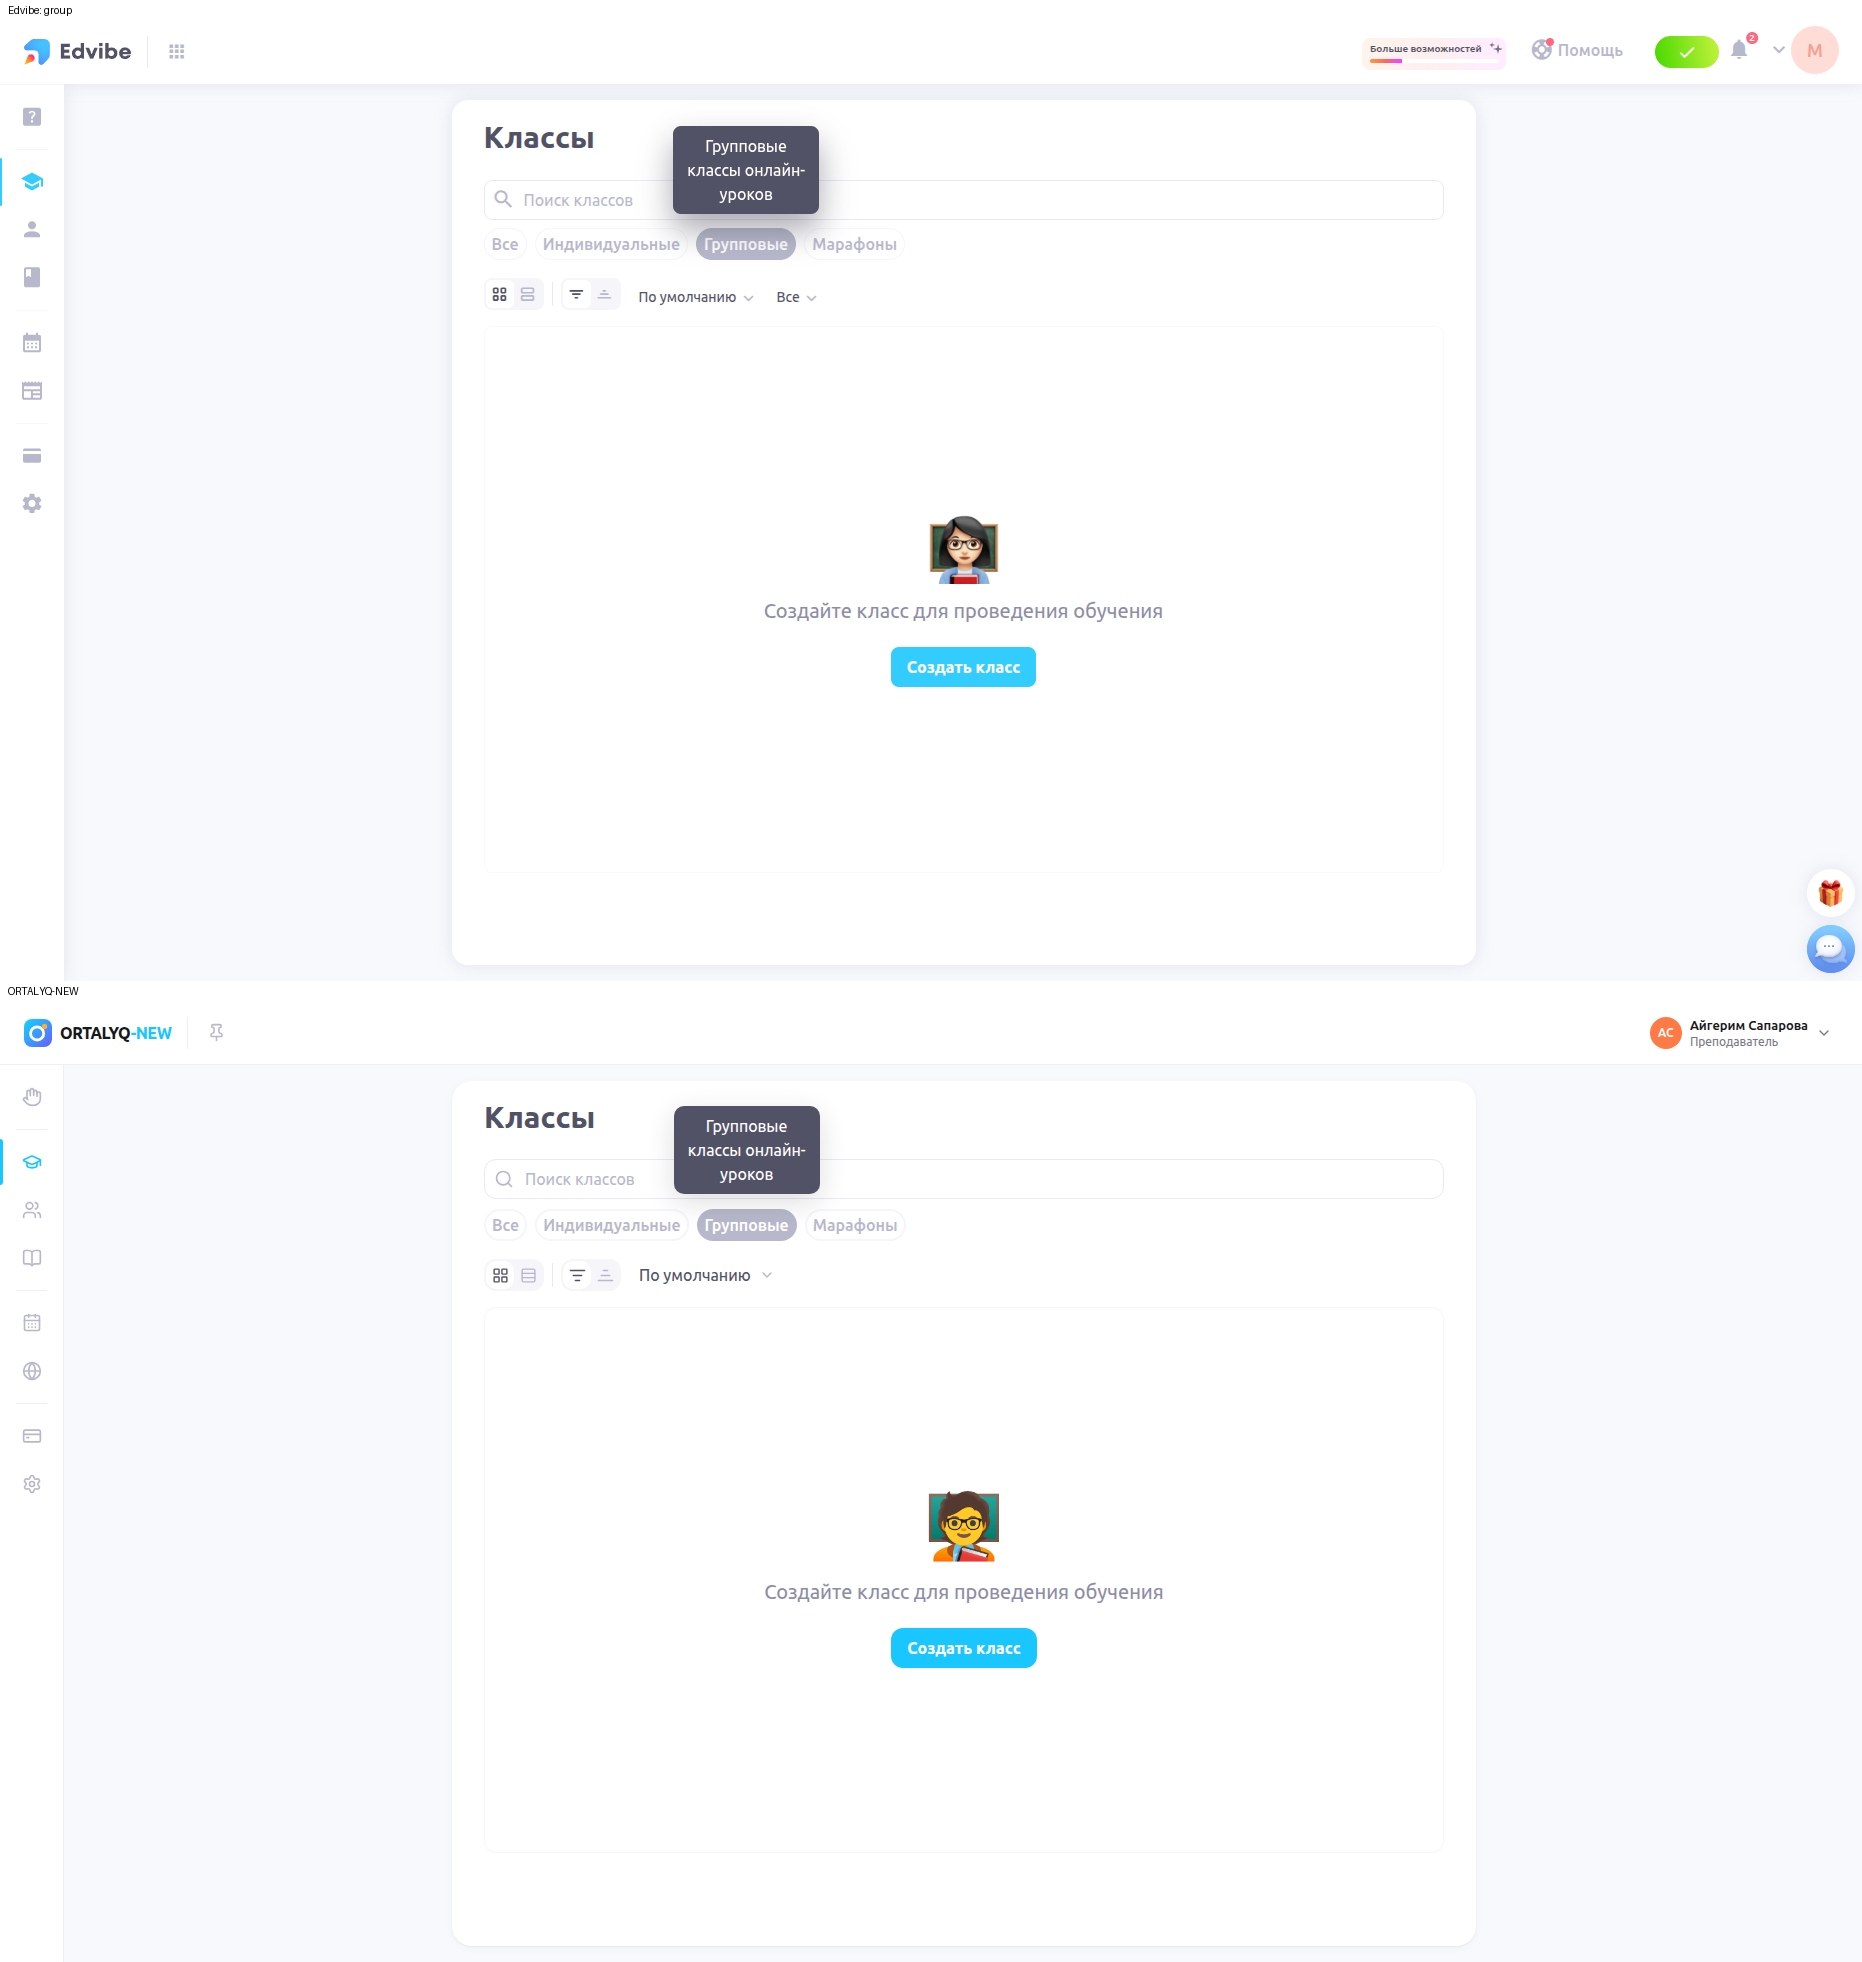 Edvibe: group
Edvibe
Больше возможностей
Помощь
2
M
Классы
Групповые
классы онлайн-
уроков
Поиск классов
Все Индивидуальные Групповые Марафоны
По умолчанию Все
Создайте класс для проведения обучения
Создать класс
ORTALYQ-NEW
ORTALYQ-NEW
АС
Айгерим Сапарова
Преподаватель
Классы
Групповые
классы онлайн-
уроков
Поиск классов
Все Индивидуальные Групповые Марафоны
По умолчанию
Создайте класс для проведения обучения
Создать класс